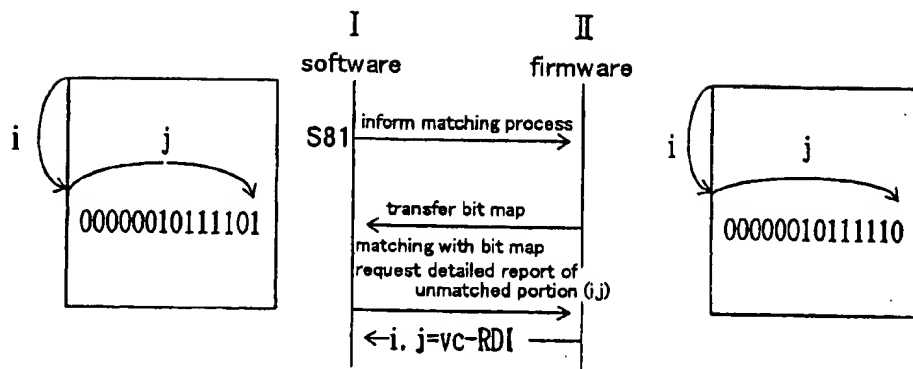 I
II
software
firmware
i
j
00000010111101
S81
inform matching process
transfer bit map
matching with bit map
request detailed report of
unmatched portion (i,j)
←i, j=vc-RDI
i
j
00000010111110